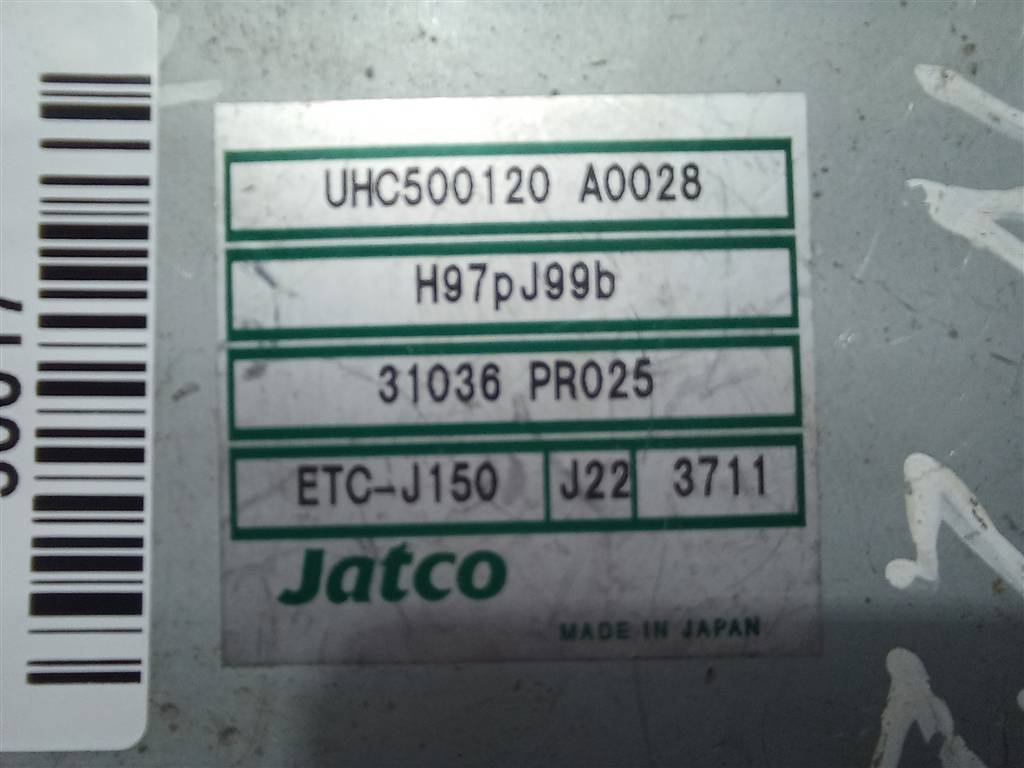 UHC500120 A0028
H97pJ99b
31036 PR025
ETC-J150 J22 3711
Jatco
MADE IN JAPAN